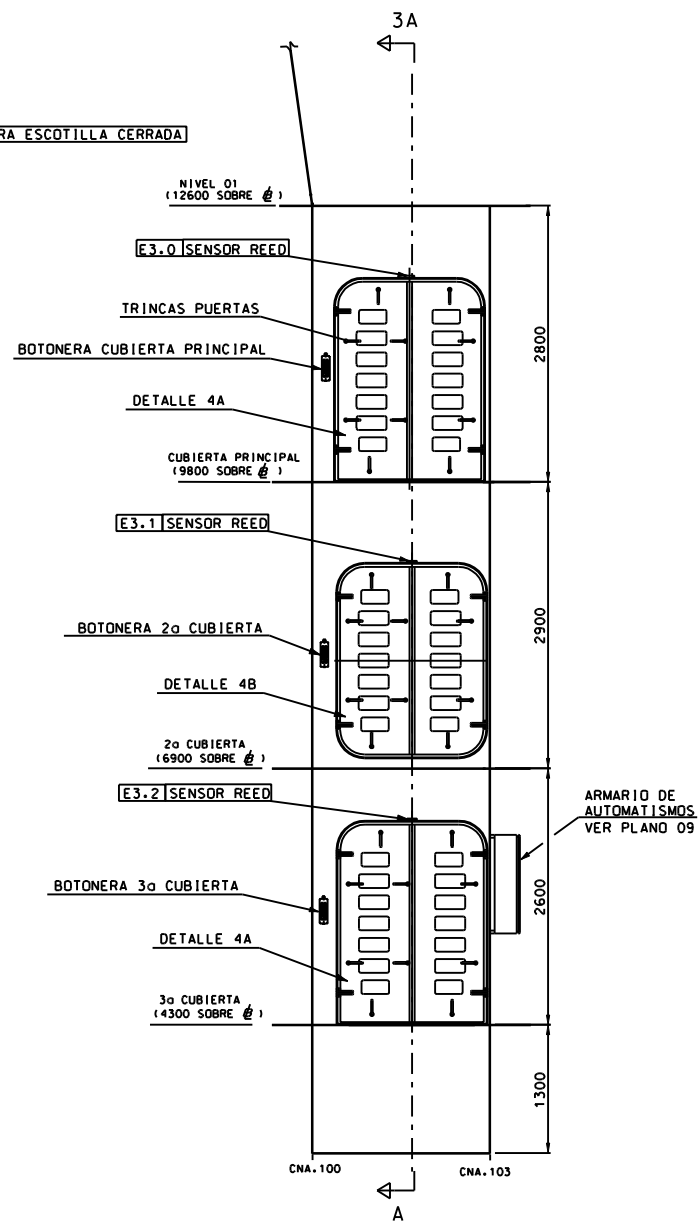 3A
RA ESCOTILLA CERRADA
NIVEL 01
(12600 SOBRE )
E3.0 SENSOR REED
TRINCAS PUERTAS
2800
BOTONERA CUBIERTA PRINCIPAL
DETALLE 4A
CUBIERTA PRINCIPAL
(9800 SOBRE )
E3.1 SENSOR REED
2900
BOTONERA 2a CUBIERTA
DETALLE 4B
2a CUBIERTA
(6900 SOBRE )
E3.2 SENSOR REED
ARMARIO DE
AUTOMATISMOS
VER PLANO 09
2600
BOTONERA 3a CUBIERTA
DETALLE 4A
3a CUBIERTA
(4300 SOBRE )
1300
CNA.100
CNA.103
A